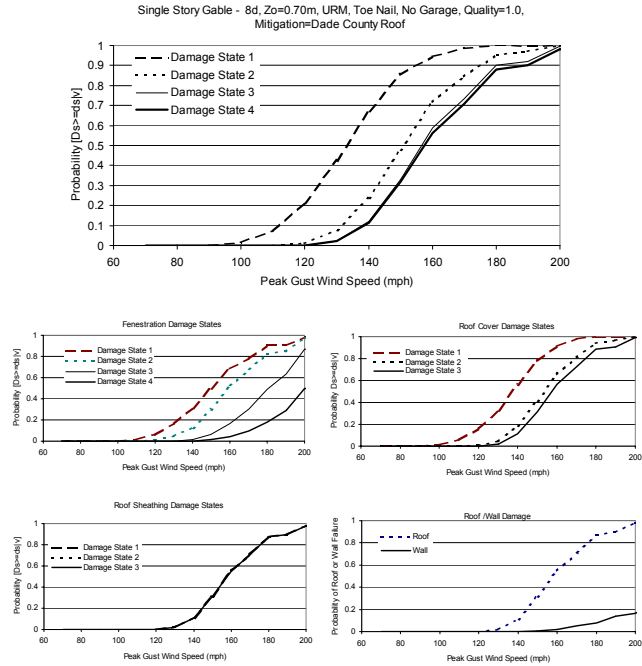 Single Story Gable - 8d, Zo=0.70m, URM, Toe Nail, No Garage, Quality=1.0,
Mitigation=Dade County Roof
Probability [Ds>=ds|v]
1
0.9
0.8
0.7
0.6
0.5
0.4
0.3
0.2
0.1
0
Damage State 1
Damage State 2
Damage State 3
Damage State 4
60 80 100 120 140 160 180 200
Peak Gust Wind Speed (mph)
Fenestration Damage States
Probability [Ds>=ds|v]
1
0.8
0.6
0.4
0.2
0
Damage State 1
Damage State 2
Damage State 3
Damage State 4
60 80 100 120 140 160 180 200
Peak Gust Wind Speed (mph)
Roof Cover Damage States
Probability Ds>=ds|v]
1
0.8
0.6
0.4
0.2
0
Damage State 1
Damage State 2
Damage State 3
60 80 100 120 140 160 180 200
Peak Gust Wind Speed (mph)
Roof Sheathing Damage States
Probability [Ds>=ds|v]
1
0.8
0.6
0.4
0.2
0
Damage State 1
Damage State 2
Damage State 3
60 80 100 120 140 160 180 200
Peak Gust Wind Speed (mph)
Roof /Wall Damage
Probability of Roof or Wall Failure
1
0.8
0.6
0.4
0.2
0
Roof
Wall
60 80 100 120 140 160 180 200
Peak Gust Wind Speed (mph)